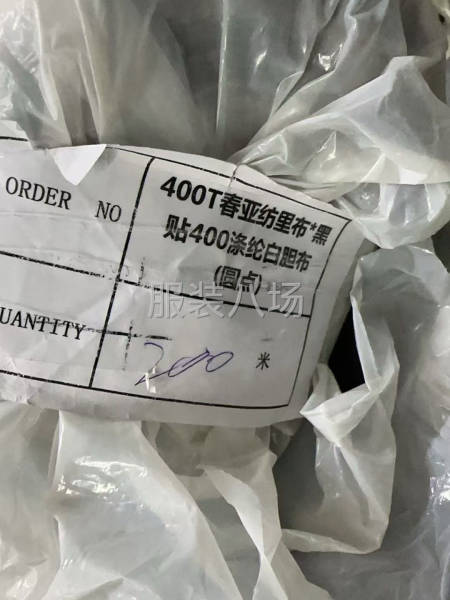 ORDER NO
400T春亚纺里布*黑
贴400涤纶白胆布
(圆点)
服装八场
UANTITY
200 米